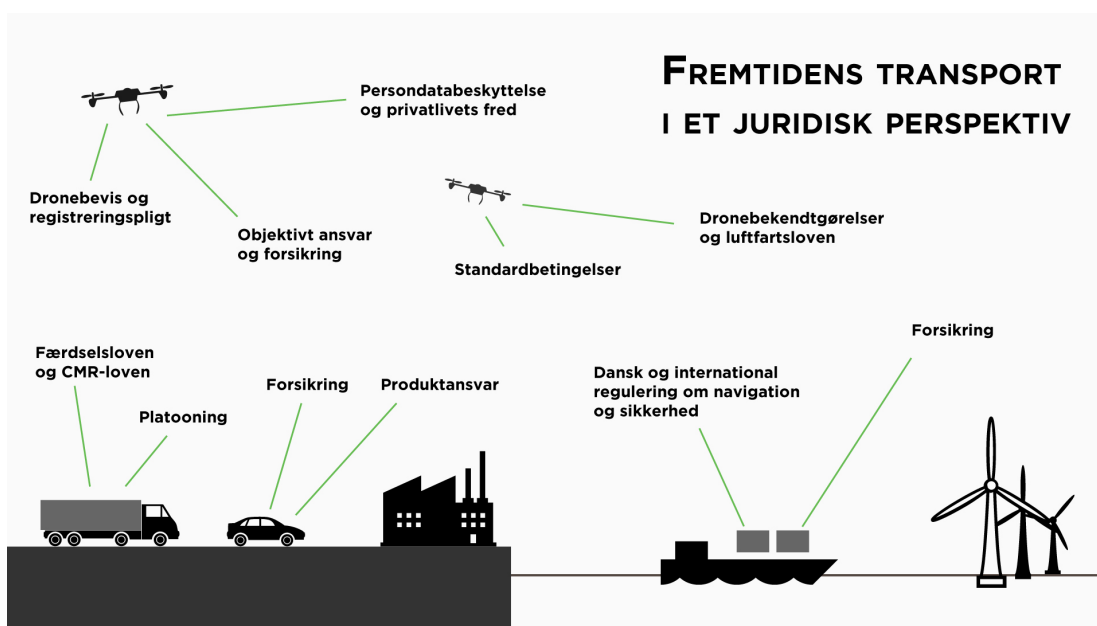 FREMTIDENS TRANSPORT
I ET JURIDISK PERSPEKTIV
Persondatabeskyttelse
og privatlivets fred
Dronebevis og
registreringspligt
Objektivt ansvar
og forsikring
Standardbetingelser
Dronebekendtgørelser
og luftfartsloven
Færdselsloven
og CMR-loven
Platooning
Forsikring
Produktansvar
Dansk og international
regulering om navigation
og sikkerhed
Forsikring